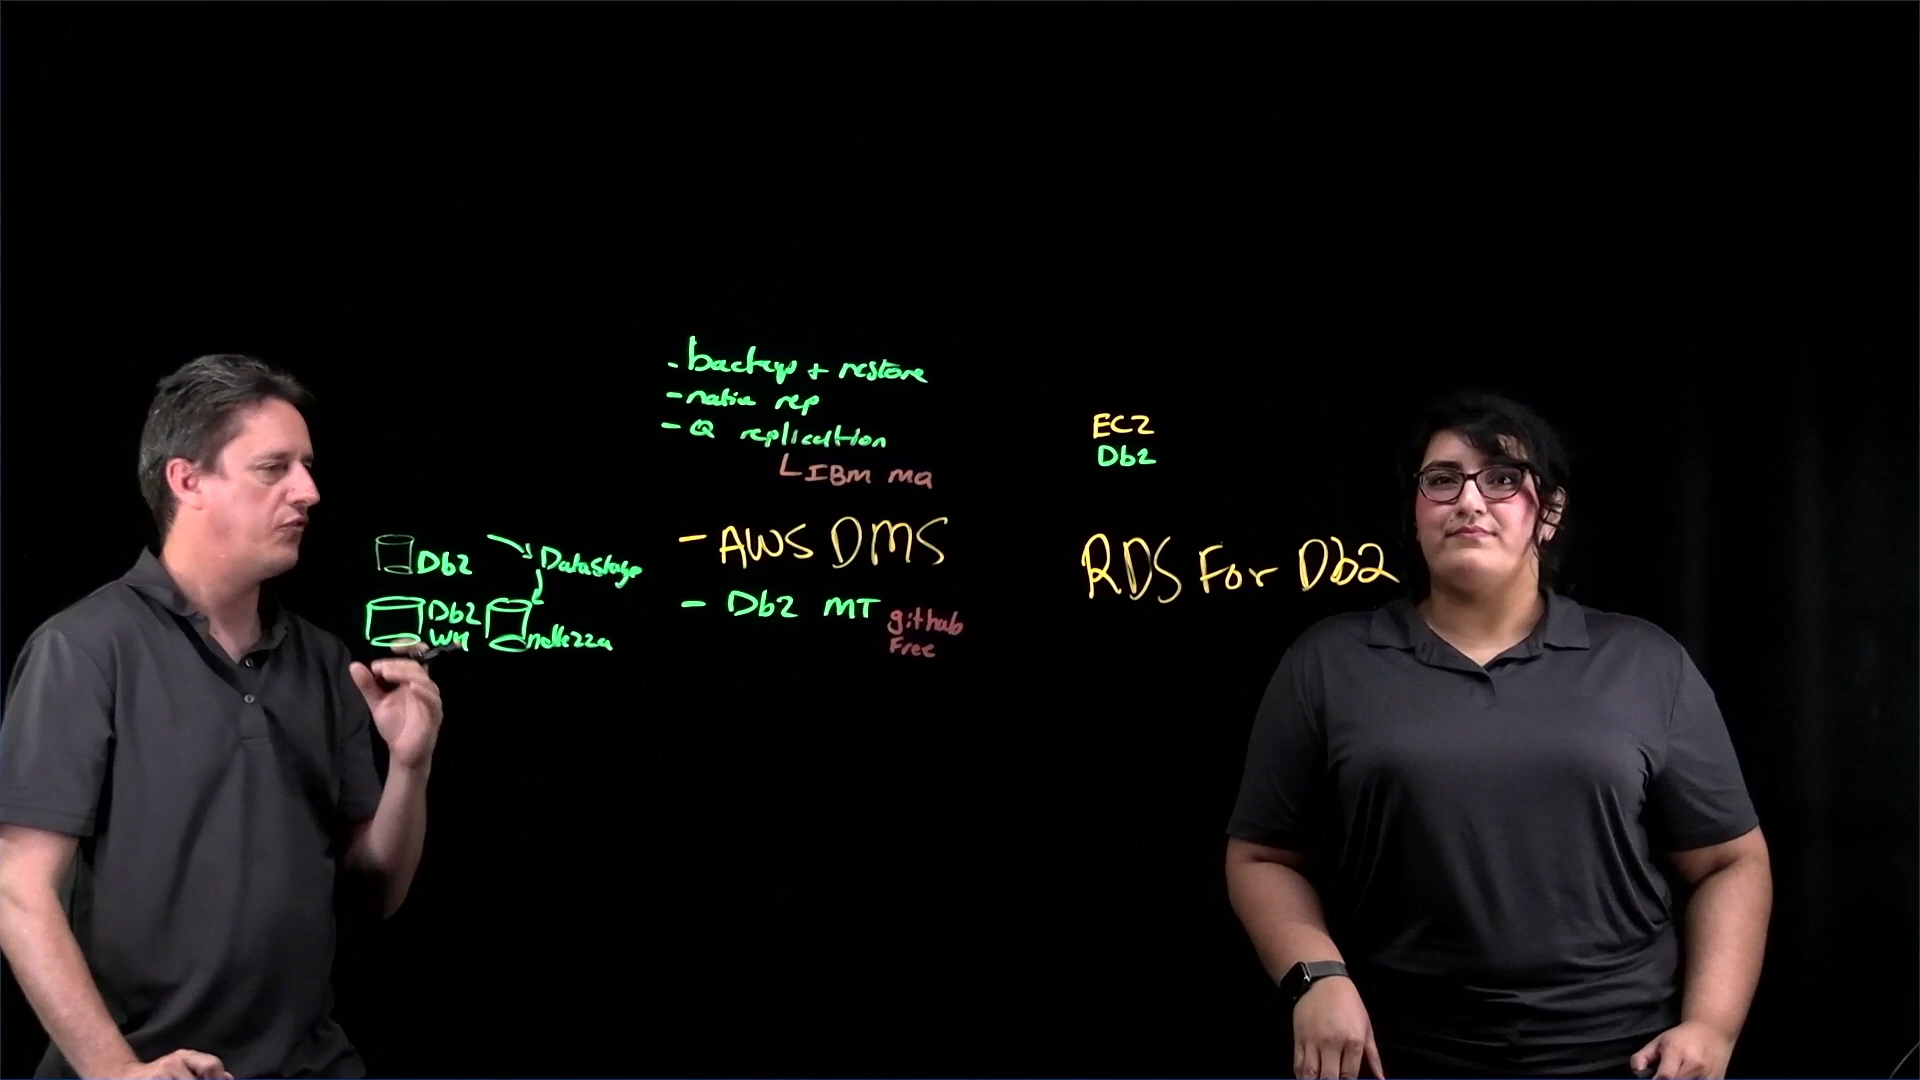 - backup + restore
- native rep
- Q replication
IBM MQ
- AWS DMS
- Db2 MT
github
Free
Db2
Datastage
Db2
WH
netezza
EC2
Db2
RDS For Db2